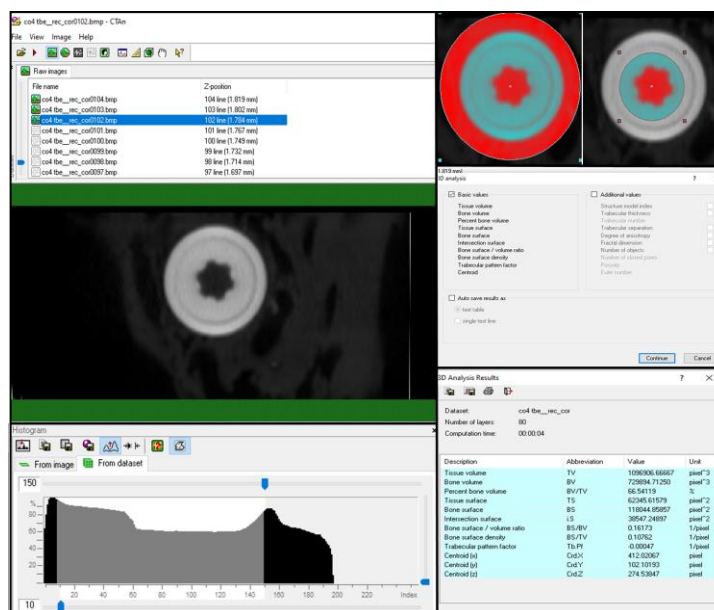 co4 tbe_rec_cor0102.bmp - CTAn
File View Image Help
Raw images
File name Z-position
co4 tbe__rec_cor0104.bmp 104 line (1.819 mm)
co4 tbe__rec_cor0103.bmp 103 line (1.802 mm)
co4 tbe__rec_cor0102.bmp 102 line (1.784 mm)
co4 tbe__rec_cor0101.bmp 101 line (1.767 mm)
co4 tbe__rec_cor0100.bmp 100 line (1.749 mm)
co4 tbe__rec_cor0099.bmp 99 line (1.732 mm)
co4 tbe__rec_cor0098.bmp 98 line (1.714 mm)
co4 tbe__rec_cor0097.bmp 97 line (1.697 mm)
1.819 mm)
3D analysis ?
Basic values
Tissue volume
Bone volume
Percent bone volume
Tissue surface
Bone surface
Intersection surface
Bone surface / volume ratio
Bone surface density
Trabecular pattern factor
Centroid
Additional values
Structure model index
Trabecular thickness
Trabecular number
Trabecular separation
Degree of anisotropy
Fractal dimension
Number of objects
Number of closed pores
Porosity
Euler number
Auto save results as
text table
single text line
Continue Cancel
3D Analysis Results ? X
Dataset: co4 tbe__rec_cor
Number of layers: 80
Computation time: 00:00:04
Description Abbreviation Value Unit
Tissue volume TV 1096906.66667 pixel^3
Bone volume BV 729894.71250 pixel^3
Percent bone volume BV/TV 66.54119 %
Tissue surface TS 62345.61579 pixel^2
Bone surface BS 118044.85857 pixel^2
Intersection surface i.S 38547.24897 pixel^2
Bone surface / volume ratio BS/BV 0.16173 1/pixel
Bone surface density BS/TV 0.10762 1/pixel
Trabecular pattern factor Tb.Pf -0.00047 1/pixel
Centroid (x) Crd.X 412.02067 pixel
Centroid (y) Crd.Y 102.10193 pixel
Centroid (z) Crd.Z 274.53847 pixel
Histogram
From image From dataset
150
%
80
60
40
20
20 40 60 80 100 120 140 160 180 200 220 Index
10